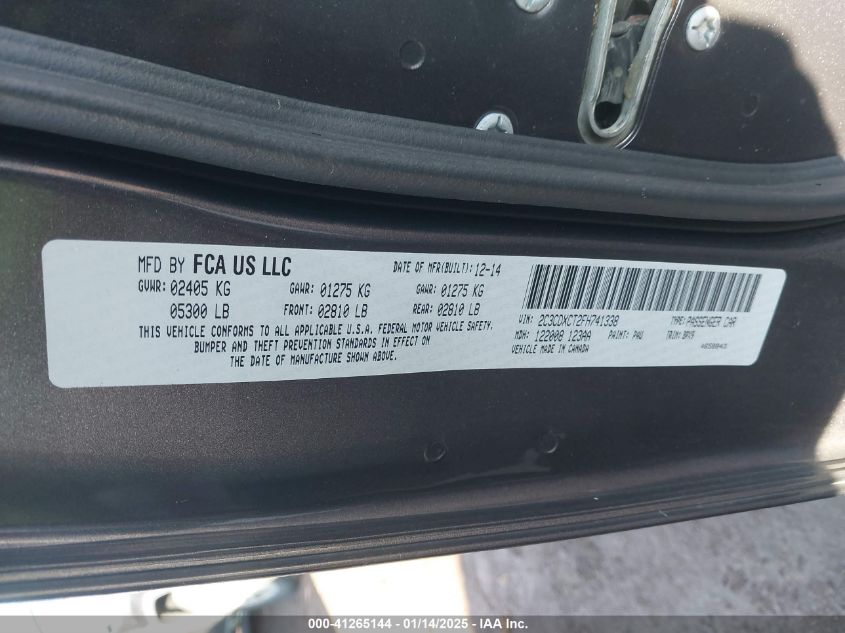 MFD BY FCA US LLC DATE OF MFR(BUILT): 12-14
GVWR: 02405 KG GAWR: 01275 KG GAWR: 01275 KG
05300 LB FRONT: 02810 LB REAR: 02810 LB
THIS VEHICLE CONFORMS TO ALL APPLICABLE U.S.A. FEDERAL MOTOR VEHICLE SAFETY,
BUMPER AND THEFT PREVENTION STANDARDS IN EFFECT ON
THE DATE OF MANUFACTURE SHOWN ABOVE.
VIN: 2C3CDXCT2FH741338 TYPE: PASSENGER CAR
MDH: 122008 123AA PAINT: PAU TRIM: BPX9
VEHICLE MADE IN CANADA
000-41265144 - 01/14/2025 - IAA Inc.